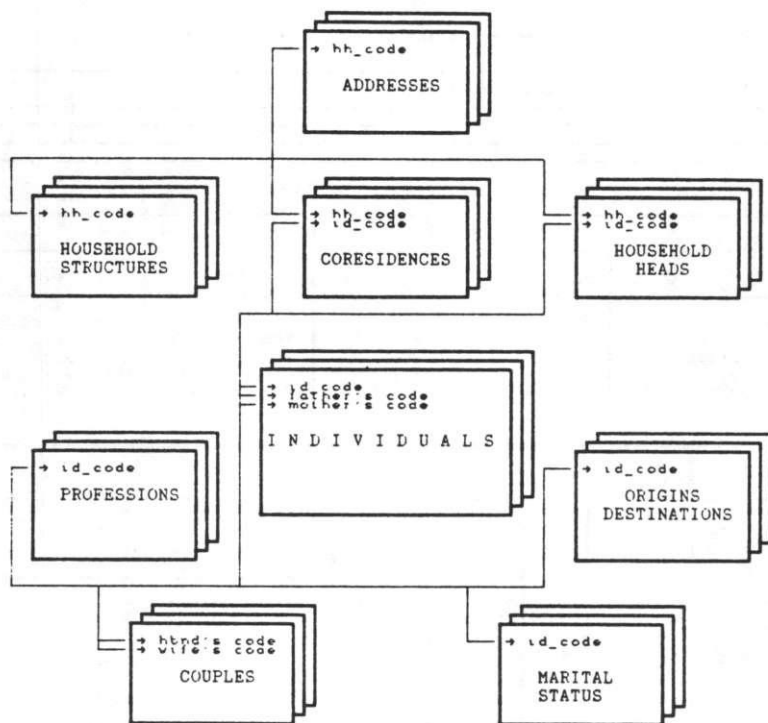 → hh_code
ADDRESSES
→ hh_code
HOUSEHOLD
STRUCTURES
→ hh_code
→ id_code
CORESIDENCES
→ hh_code
→ id_code
HOUSEHOLD
HEADS
→ id_code
→ father's code
→ mother's code
I N D I V I D U A L S
→ id_code
PROFESSIONS
→ id_code
ORIGINS
DESTINATIONS
→ code
→ wife's code
COUPLES
→ id_code
MARITAL
STATUS